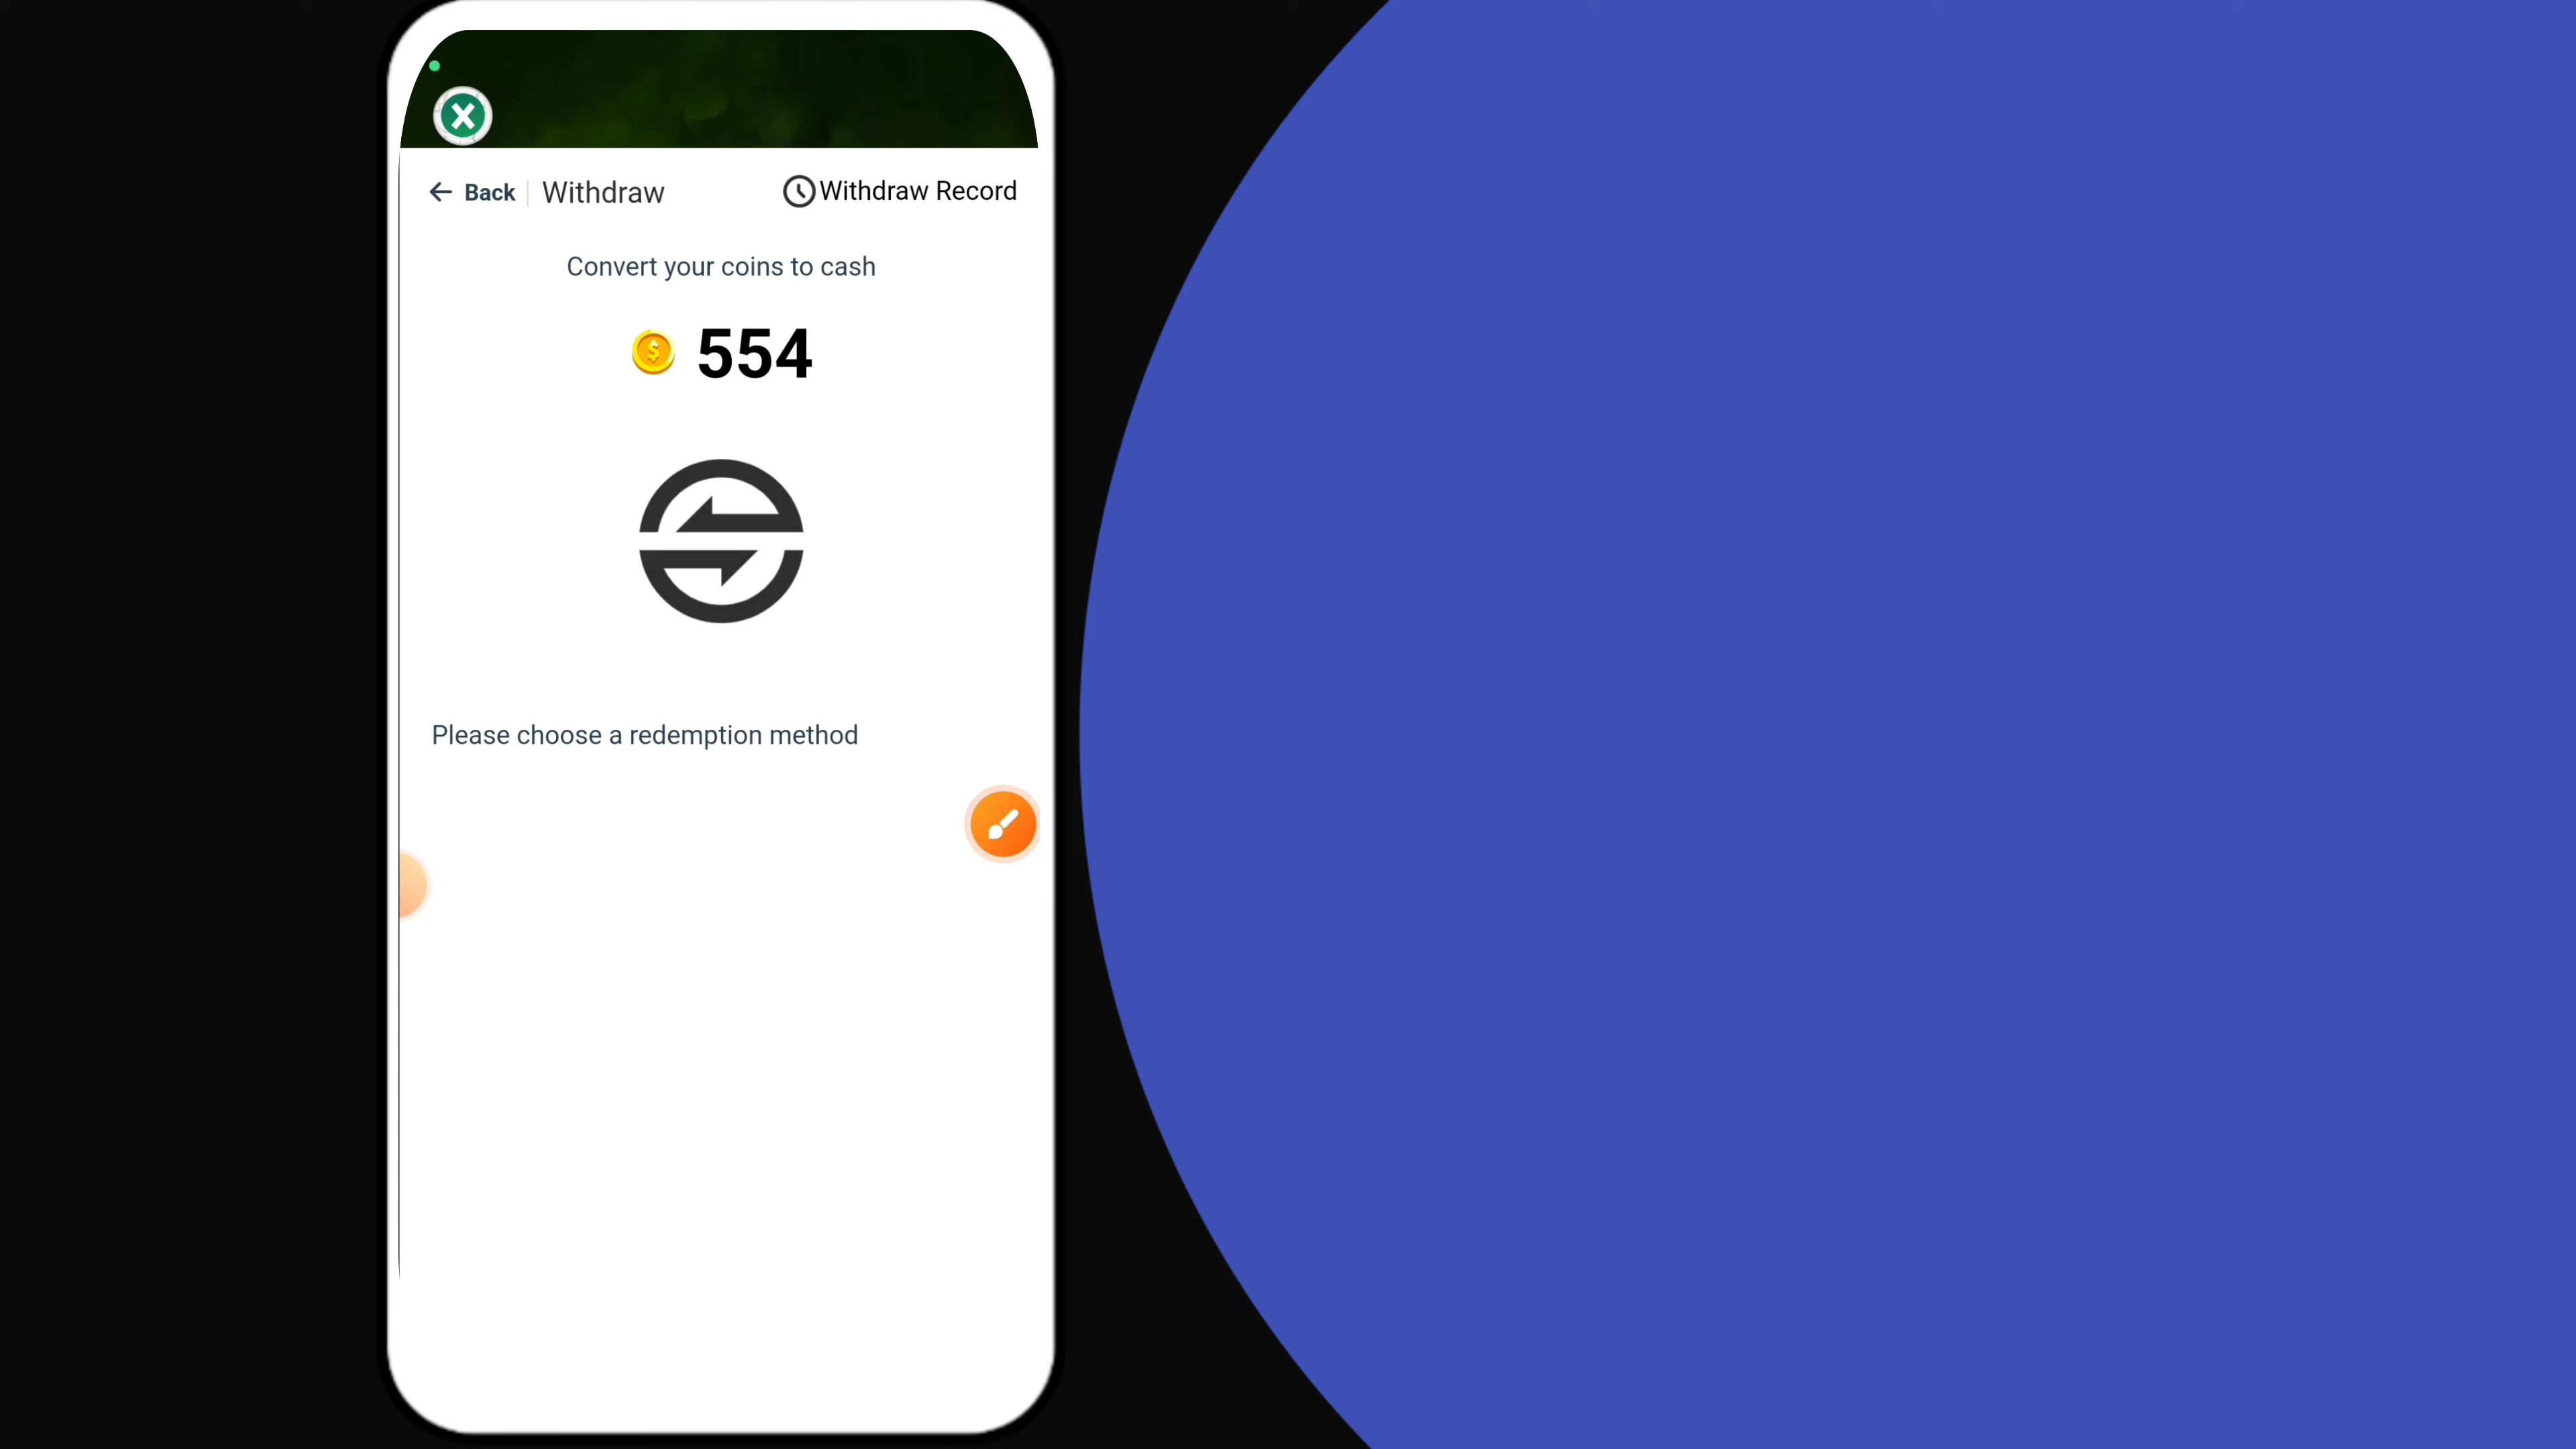 Back
Withdraw
Withdraw Record
Convert your coins to cash
554
Please choose a redemption method